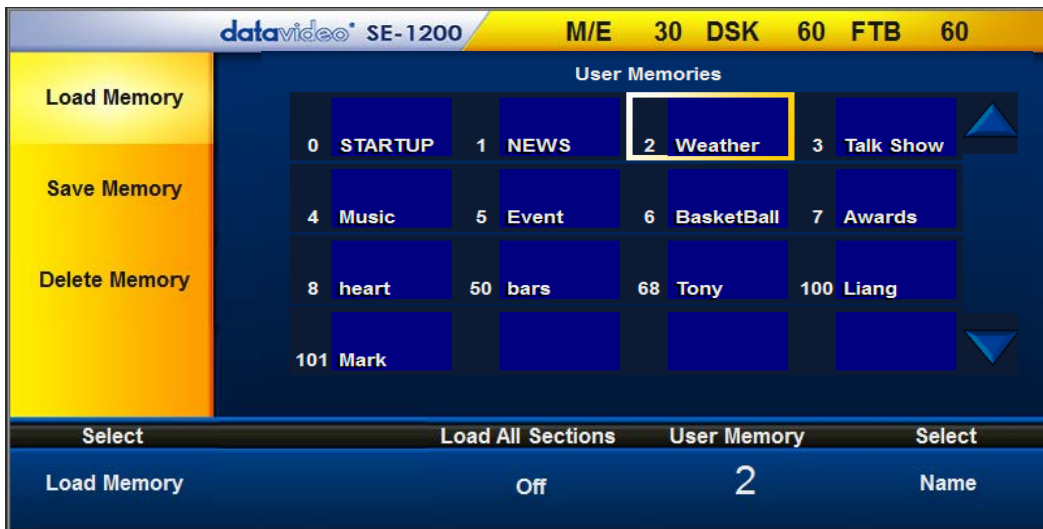 datavideo SE-1200 M/E 30 DSK 60 FTB 60
User Memories
Load Memory
Save Memory
Delete Memory
0 STARTUP 1 NEWS 2 Weather 3 Talk Show
4 Music 5 Event 6 BasketBall 7 Awards
8 heart 50 bars 68 Tony 100 Liang
101 Mark
Select Load All Sections User Memory Select
Load Memory Off 2 Name